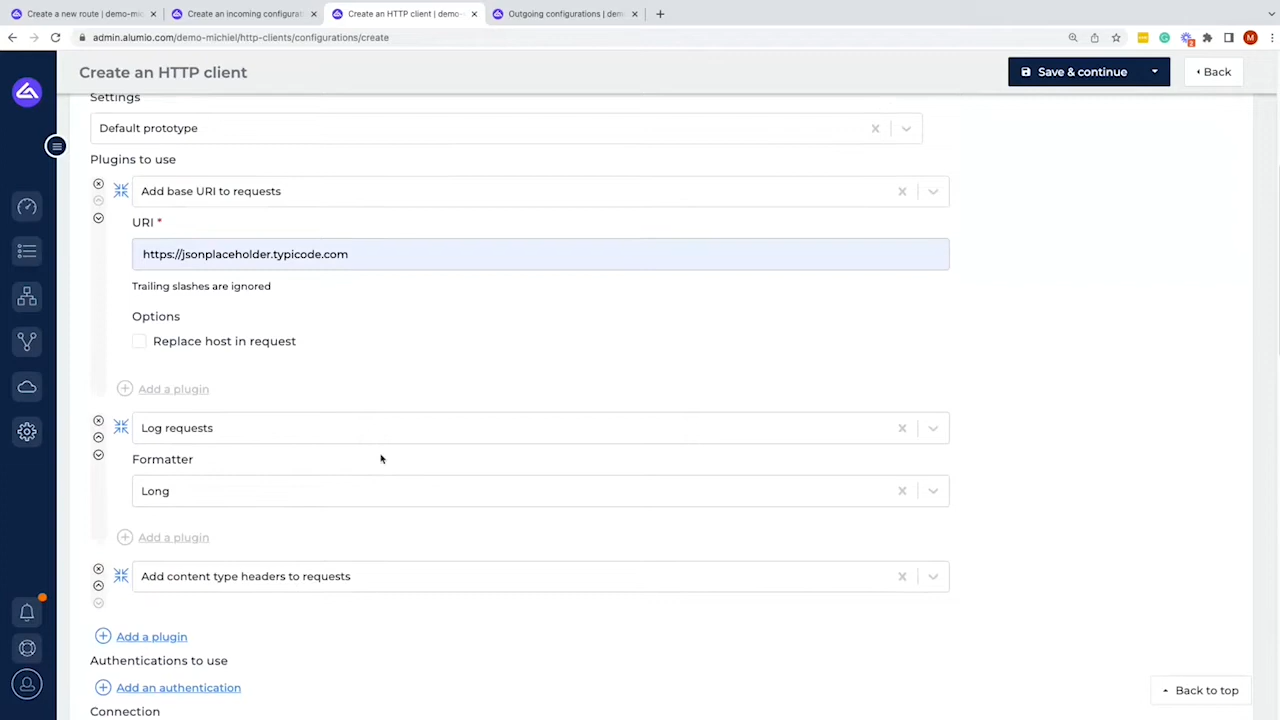 Create a new route | demo-mic
Create an incoming configurat
Create an HTTP client | demo-
Outgoing configurations | dem
admin.alumio.com/demo-michiel/http-clients/configurations/create
M
Create an HTTP client
Save & continue
Back
Settings
Default prototype
Plugins to use
Add base URI to requests
URI *
https://jsonplaceholder.typicode.com
Trailing slashes are ignored
Options
Replace host in request
Add a plugin
Log requests
Formatter
Long
Add a plugin
Add content type headers to requests
Add a plugin
Authentications to use
Add an authentication
Connection
Back to top